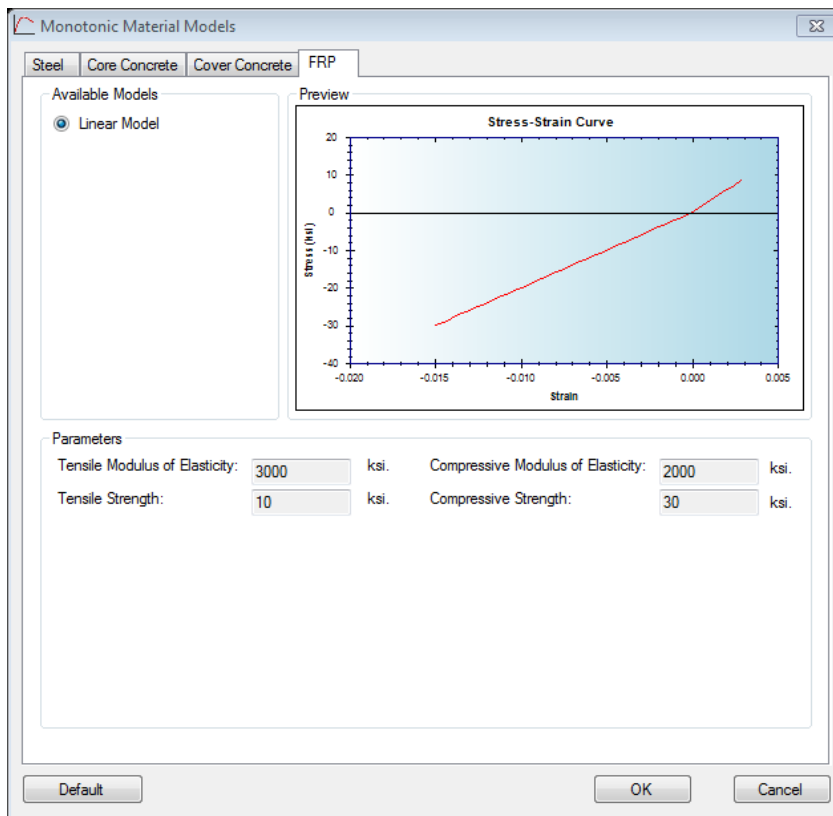 Monotonic Material Models
Steel Core Concrete Cover Concrete FRP
Available Models
Linear Model
Preview
Stress-Strain Curve
20
10
0
-10
-20
-30
-40
Stress (ksi)
-0.020 -0.015 -0.010 -0.005 0.000 0.005
Strain
Parameters
Tensile Modulus of Elasticity: 3000 ksi. Compressive Modulus of Elasticity: 2000 ksi.
Tensile Strength: 10 ksi. Compressive Strength: 30 ksi.
Default OK Cancel